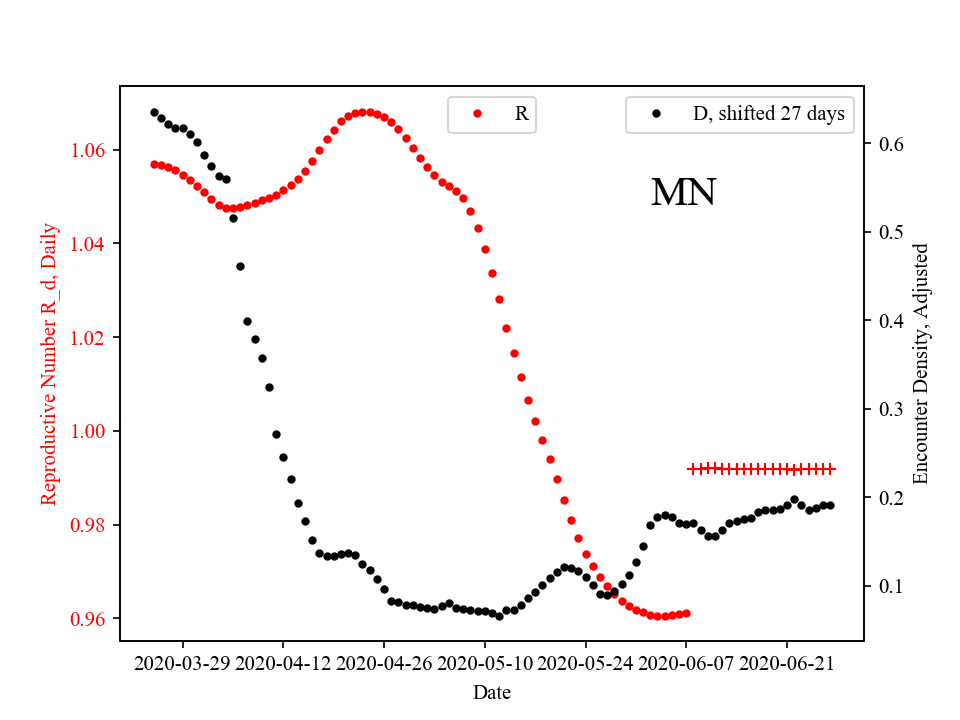 R
D, shifted 27 days
MN
Reproductive Number R_d, Daily
1.06
1.04
1.02
1.00
0.98
0.96
0.6
0.5
0.4
0.3
0.2
0.1
Encounter Density, Adjusted
2020-03-29 2020-04-12 2020-04-26 2020-05-10 2020-05-24 2020-06-07 2020-06-21
Date